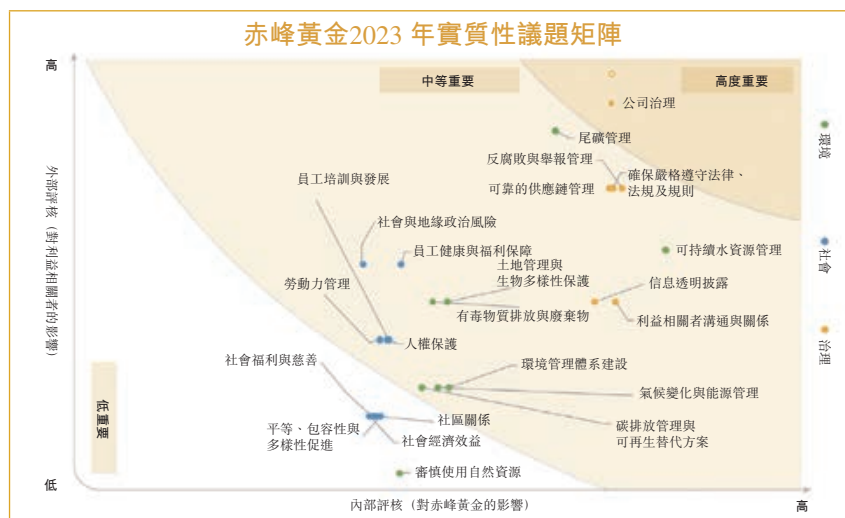 赤峰黃金2023 年實質性議題矩陣
高
中等重要
高度重要
公司治理
尾礦管理
反腐敗與舉報管理
確保嚴格遵守法律、
法規及規則
可靠的供應鏈管理
員工培訓與發展
社會與地緣政治風險
員工健康與福利保障
可持續水資源管理
土地管理與
生物多樣性保護
信息透明披露
勞動力管理
有毒物質排放與廢棄物
利益相關者溝通與關係
人權保護
社會福利與慈善
環境管理體系建設
氣候變化與能源管理
社區關係
碳排放管理與
可再生替代方案
平等、包容性與
多樣性促進
社會經濟效益
審慎使用自然資源
低重要
外部評核(對利益相關者的影響)
低
內部評核(對赤峰黃金的影響)
高
環境
社會
治理